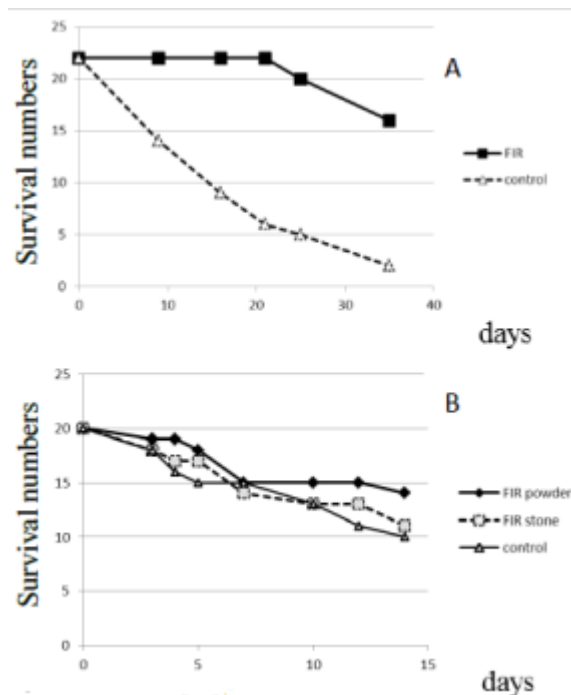 25
20
15
10
5
0
Survival numbers
0 10 20 30 40
days
A
FIR
control
25
20
15
10
5
0
Survival numbers
0 5 10 15
days
B
FIR powder
FIR stone
control